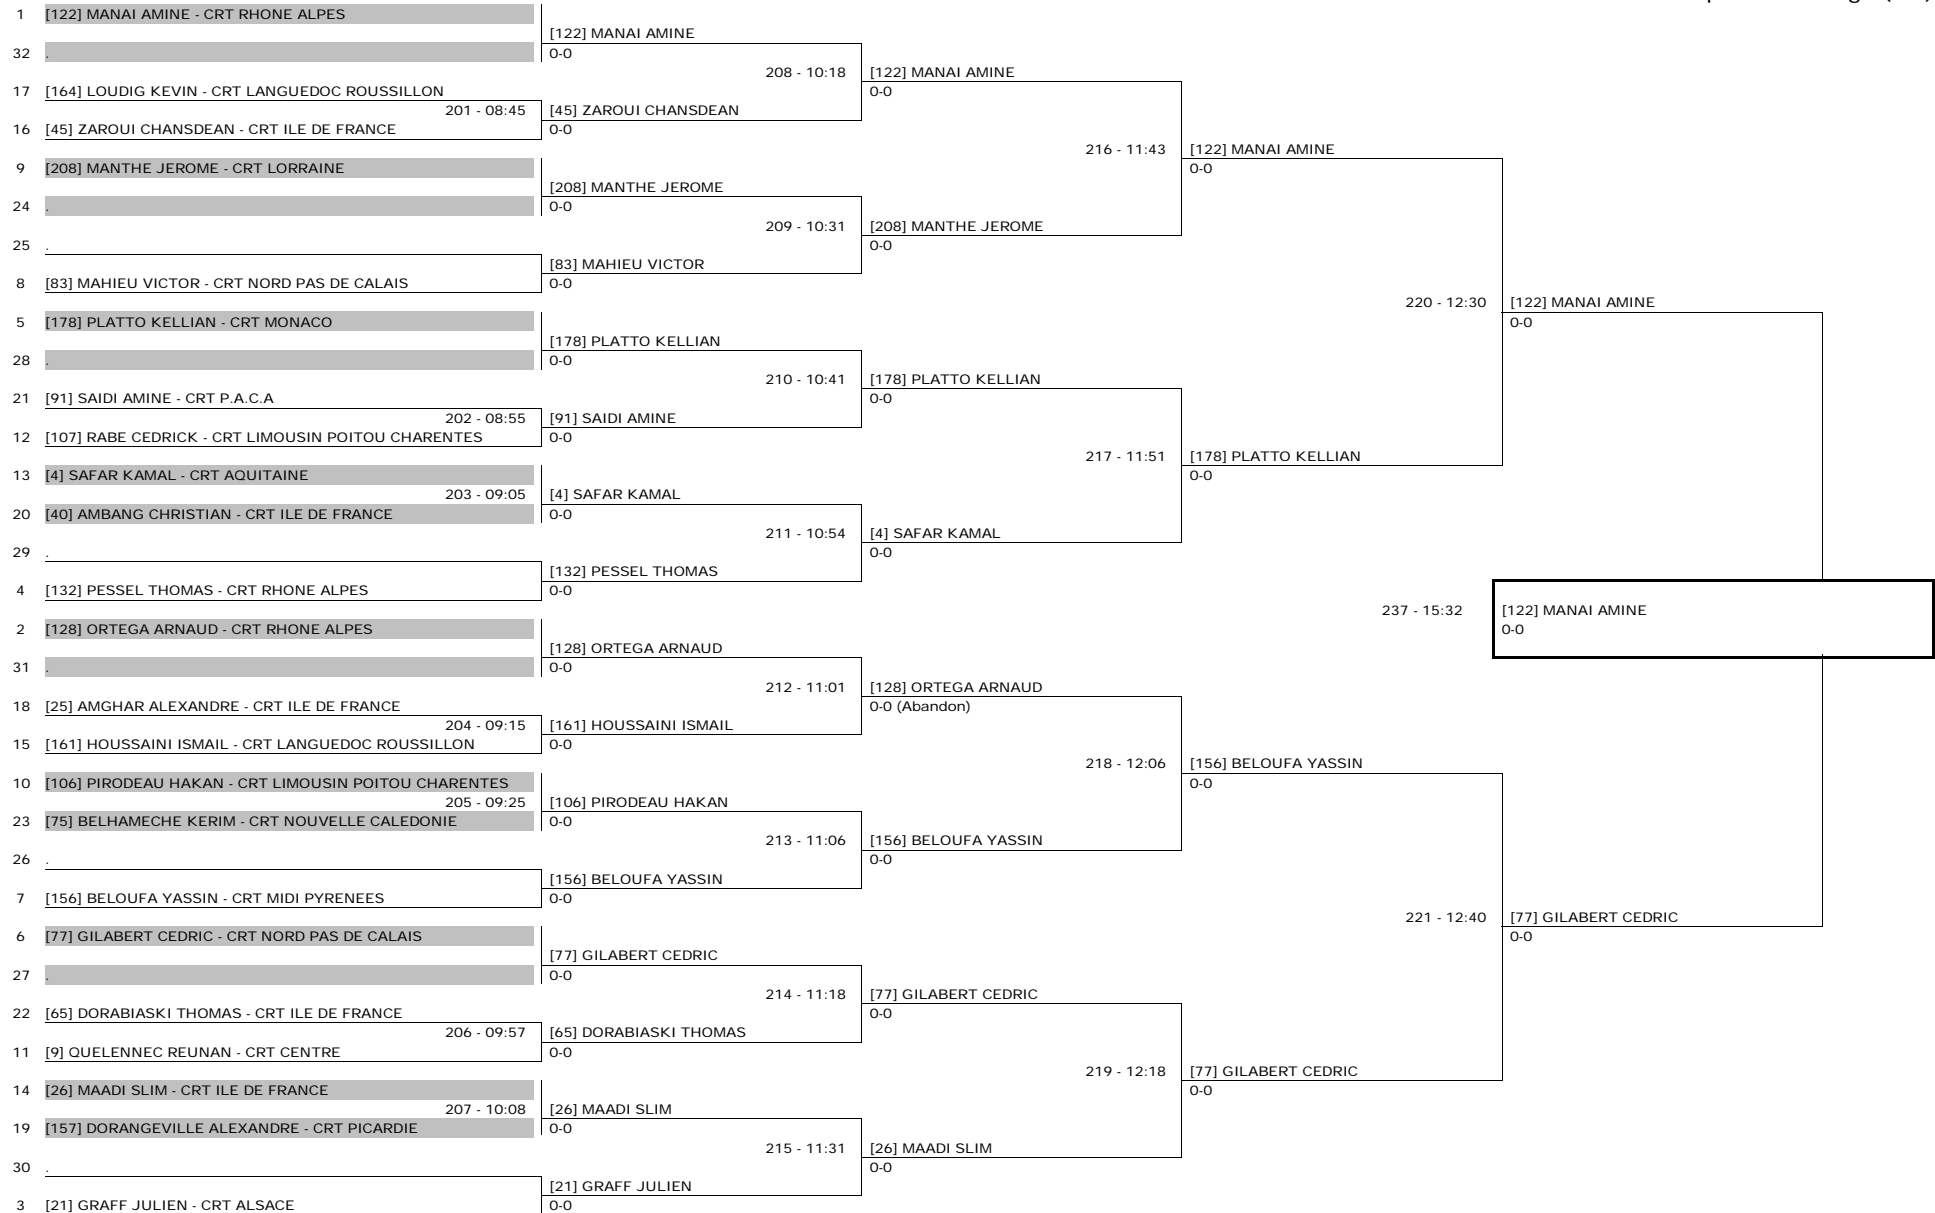 1 [122] MANAI AMINE - CRT RHONE ALPES
[122] MANAI AMINE
32 .
0-0
208 - 10:18 [122] MANAI AMINE
17 [164] LOUDIG KEVIN - CRT LANGUEDOC ROUSSILLON
0-0
201 - 08:45 [45] ZAROUI CHANSDEAN
16 [45] ZAROUI CHANSDEAN - CRT ILE DE FRANCE
0-0
216 - 11:43 [122] MANAI AMINE
9 [208] MANTHE JEROME - CRT LORRAINE
0-0
[208] MANTHE JEROME
24 .
0-0
209 - 10:31 [208] MANTHE JEROME
25 .
0-0
[83] MAHIEU VICTOR
8 [83] MAHIEU VICTOR - CRT NORD PAS DE CALAIS
0-0
220 - 12:30 [122] MANAI AMINE
5 [178] PLATTO KELLIAN - CRT MONACO
0-0
[178] PLATTO KELLIAN
28 .
0-0
210 - 10:41 [178] PLATTO KELLIAN
21 [91] SAIDI AMINE - CRT P.A.C.A
0-0
202 - 08:55 [91] SAIDI AMINE
12 [107] RABE CEDRICK - CRT LIMOUSIN POITOU CHARENTES
0-0
217 - 11:51 [178] PLATTO KELLIAN
13 [4] SAFAR KAMAL - CRT AQUITAINE
0-0
203 - 09:05 [4] SAFAR KAMAL
20 [40] AMBANG CHRISTIAN - CRT ILE DE FRANCE
0-0
211 - 10:54 [4] SAFAR KAMAL
29 .
0-0
[132] PESSEL THOMAS
4 [132] PESSEL THOMAS - CRT RHONE ALPES
0-0
237 - 15:32 [122] MANAI AMINE
0-0
2 [128] ORTEGA ARNAUD - CRT RHONE ALPES
[128] ORTEGA ARNAUD
31 .
0-0
212 - 11:01 [128] ORTEGA ARNAUD
18 [25] AMGHAR ALEXANDRE - CRT ILE DE FRANCE
0-0 (Abandon)
204 - 09:15 [161] HOUSSAINI ISMAIL
15 [161] HOUSSAINI ISMAIL - CRT LANGUEDOC ROUSSILLON
0-0
218 - 12:06 [156] BELOUFA YASSIN
10 [106] PIRODEAU HAKAN - CRT LIMOUSIN POITOU CHARENTES
0-0
205 - 09:25 [106] PIRODEAU HAKAN
23 [75] BELHAMECHE KERIM - CRT NOUVELLE CALEDONIE
0-0
213 - 11:06 [156] BELOUFA YASSIN
26 .
0-0
[156] BELOUFA YASSIN
7 [156] BELOUFA YASSIN - CRT MIDI PYRENEES
0-0
221 - 12:40 [77] GILABERT CEDRIC
6 [77] GILABERT CEDRIC - CRT NORD PAS DE CALAIS
0-0
[77] GILABERT CEDRIC
27 .
0-0
214 - 11:18 [77] GILABERT CEDRIC
22 [65] DORABIASKI THOMAS - CRT ILE DE FRANCE
0-0
206 - 09:57 [65] DORABIASKI THOMAS
11 [9] QUELENNEC REUNAN - CRT CENTRE
0-0
219 - 12:18 [77] GILABERT CEDRIC
14 [26] MAADI SLIM - CRT ILE DE FRANCE
0-0
207 - 10:08 [26] MAADI SLIM
19 [157] DORANGEVILLE ALEXANDRE - CRT PICARDIE
0-0
215 - 11:31 [26] MAADI SLIM
30 .
0-0
[21] GRAFF JULIEN
3 [21] GRAFF JULIEN - CRT ALSACE
0-0